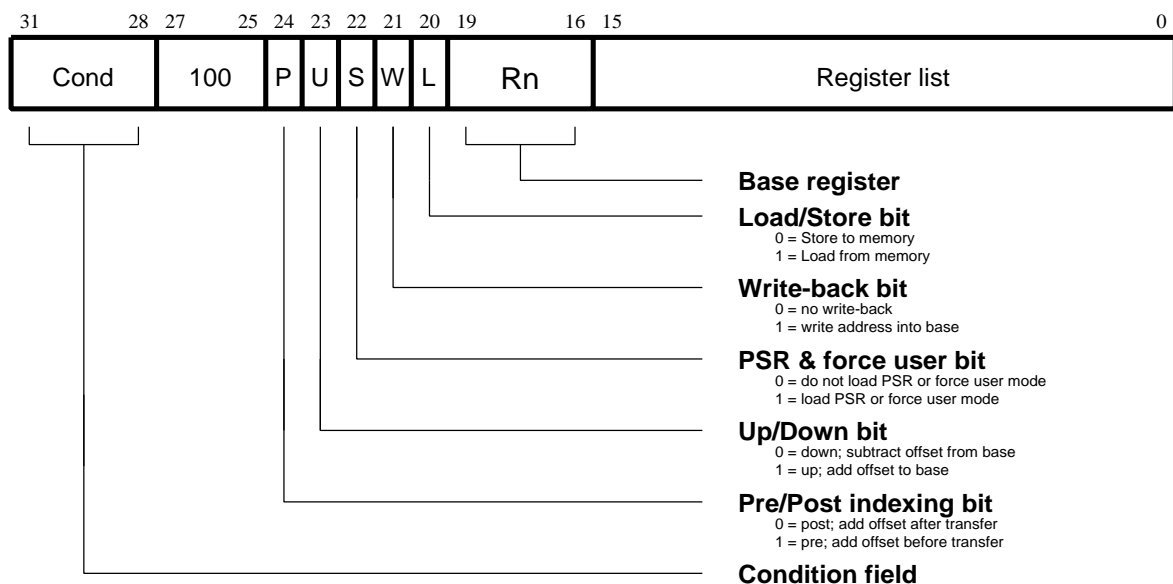 31 28 27 25 24 23 22 21 20 19 16 15 0
Cond 100 P U S W L Rn Register list
Base register
Load/Store bit
0 = Store to memory
1 = Load from memory
Write-back bit
0 = no write-back
1 = write address into base
PSR & force user bit
0 = do not load PSR or force user mode
1 = load PSR or force user mode
Up/Down bit
0 = down; subtract offset from base
1 = up; add offset to base
Pre/Post indexing bit
0 = post; add offset after transfer
1 = pre; add offset before transfer
Condition field